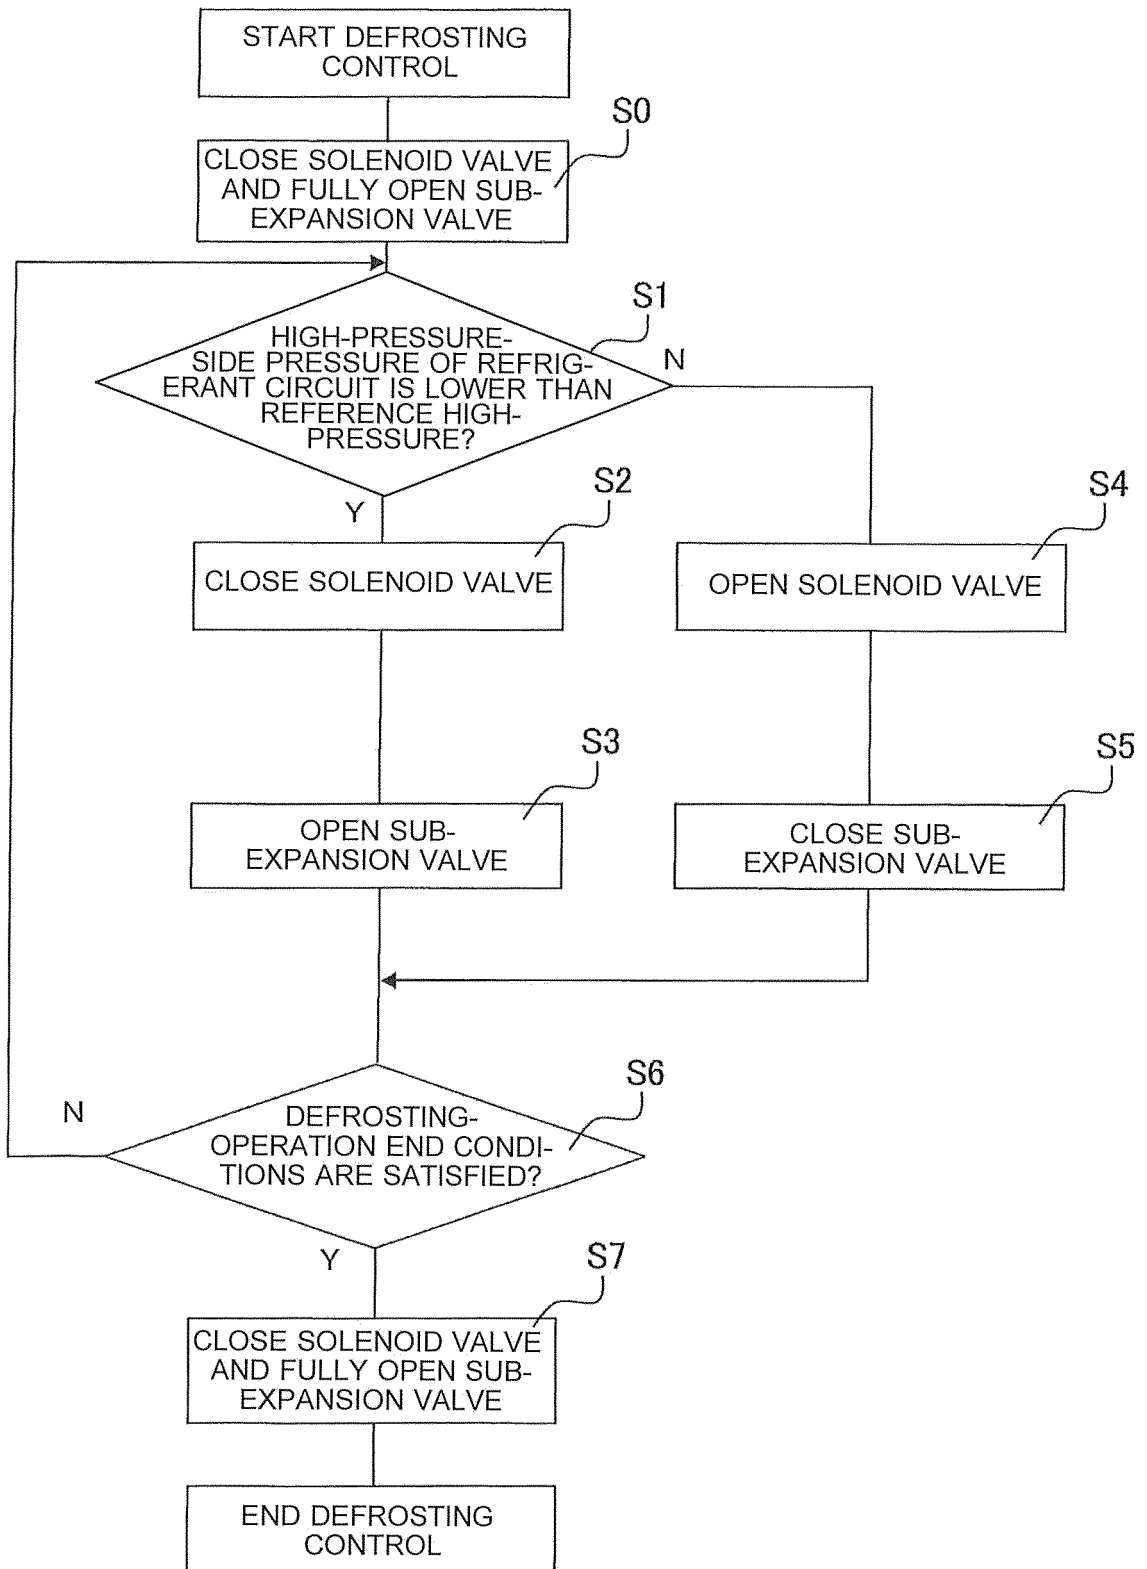 START DEFROSTING
CONTROL
S0
CLOSE SOLENOID VALVE
AND FULLY OPEN SUB-
EXPANSION VALVE
S1
HIGH-PRESSURE-
SIDE PRESSURE OF REFRIG-
ERANT CIRCUIT IS LOWER THAN
REFERENCE HIGH-
PRESSURE?
N
Y
S2
CLOSE SOLENOID VALVE
S4
OPEN SOLENOID VALVE
S3
OPEN SUB-
EXPANSION VALVE
S5
CLOSE SUB-
EXPANSION VALVE
S6
DEFROSTING-
OPERATION END CONDI-
TIONS ARE SATISFIED?
N
Y
S7
CLOSE SOLENOID VALVE
AND FULLY OPEN SUB-
EXPANSION VALVE
END DEFROSTING
CONTROL